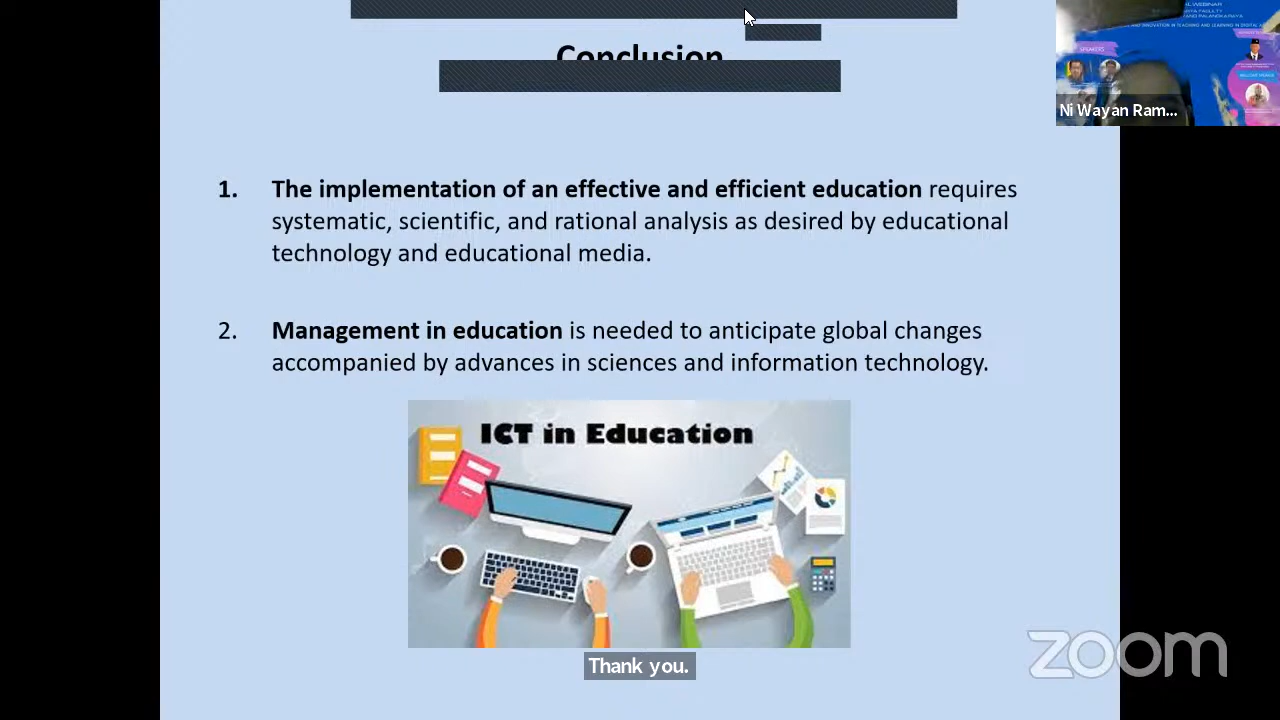 Conclusion
1. The implementation of an effective and efficient education requires
systematic, scientific, and rational analysis as desired by educational
technology and educational media.
2. Management in education is needed to anticipate global changes
accompanied by advances in sciences and information technology.
ICT in Education
Thank you.
SPEAKERS
Ni Wayan Ram...
zoom